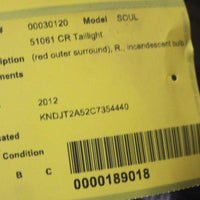 00030120 Model SOUL
51061 CR Taillight
ption (red outer surround), R., incandescent bulb
ments
2012
KNDJT2A52C7354440
ated
Condition
B C
0000189018